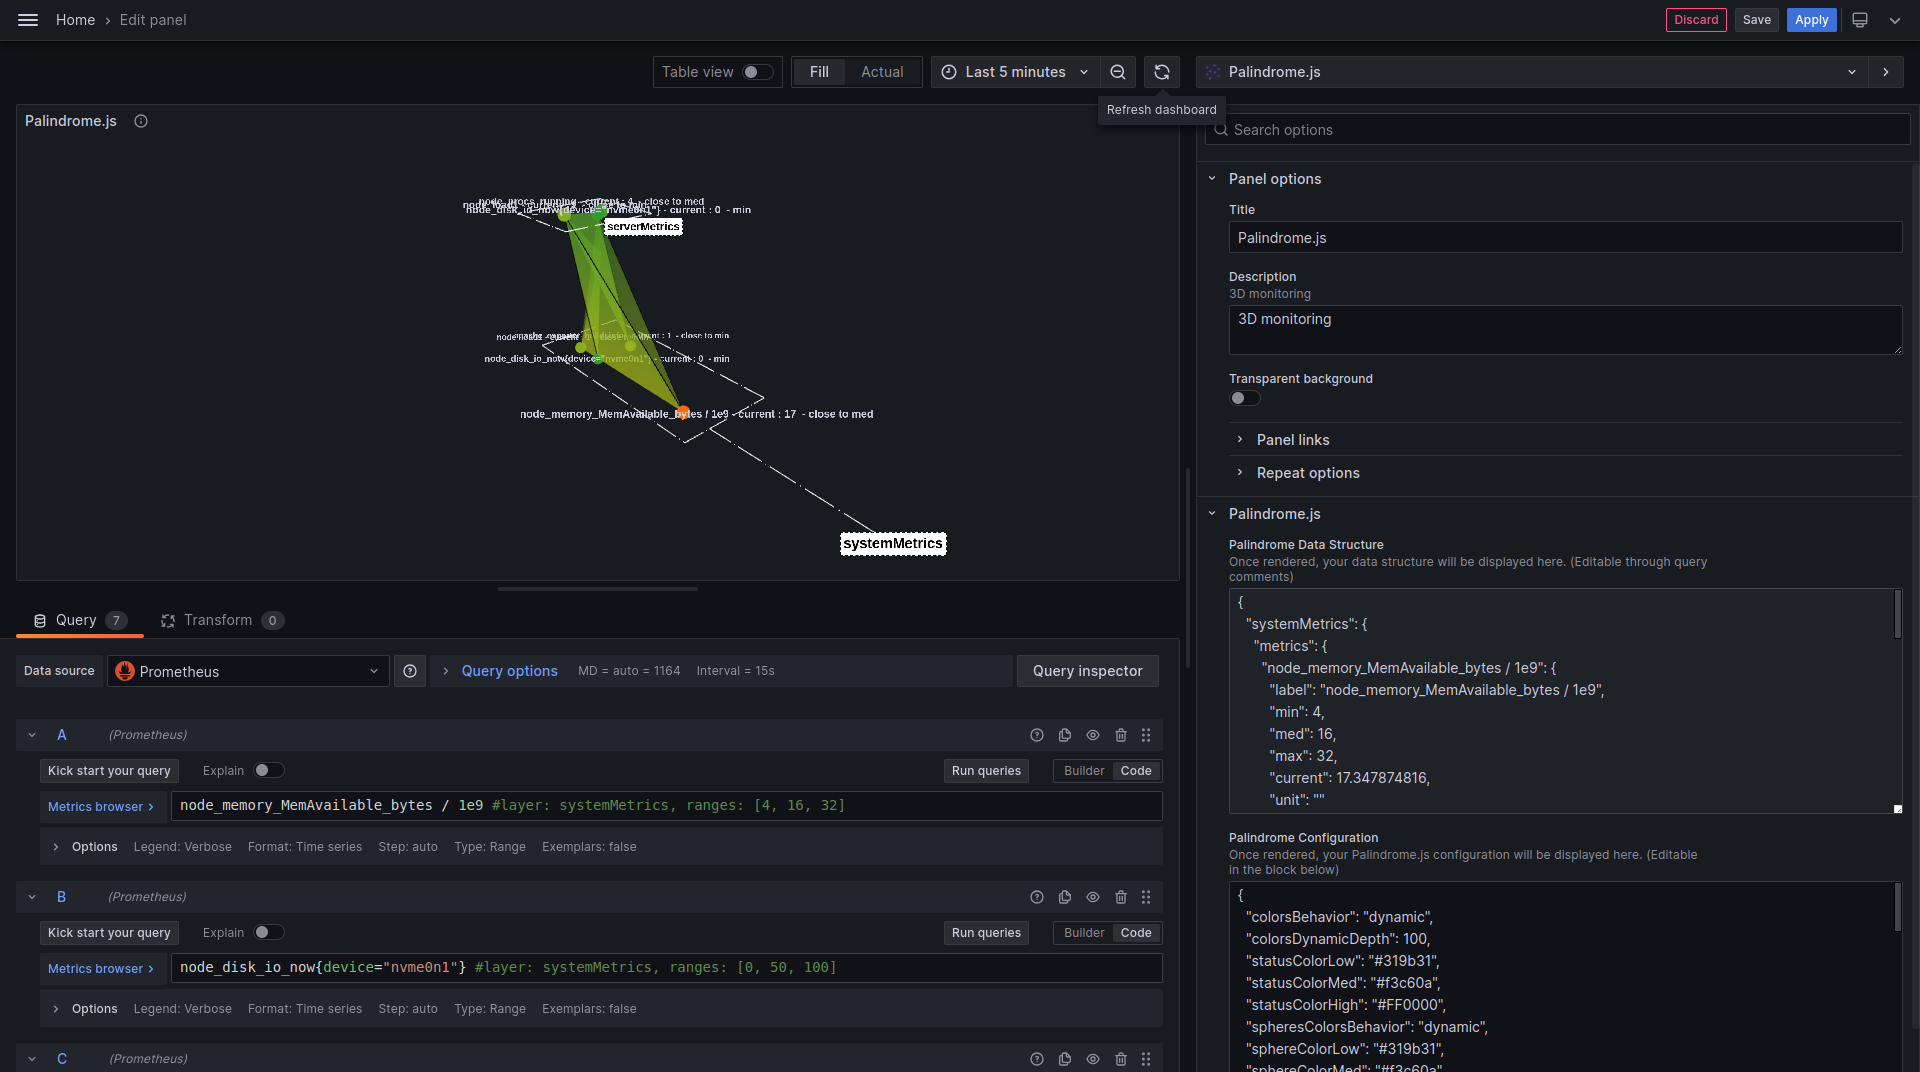 Home › Edit panel
Discard Save Apply
Table view Fill Actual Last 5 minutes
Palindrome.js
Refresh dashboard
Palindrome.js
Search options
node_disk_io_now{device="nvme0n1"} - current : 0 - min
serverMetrics
current : 1 - close to min
node_disk_io_now{device="nvme0n1"} - current : 0 - min
node_memory_MemAvailable_bytes / 1e9 - current : 17 - close to med
systemMetrics
Query 7 Transform 0
Data source Prometheus Query options MD = auto = 1164 Interval = 15s Query inspector
A (Prometheus)
Kick start your query Explain Run queries Builder Code
Metrics browser > node_memory_MemAvailable_bytes / 1e9 #layer: systemMetrics, ranges: [4, 16, 32]
Options Legend: Verbose Format: Time series Step: auto Type: Range Exemplars: false
B (Prometheus)
Kick start your query Explain Run queries Builder Code
Metrics browser > node_disk_io_now{device="nvme0n1"} #layer: systemMetrics, ranges: [0, 50, 100]
Options Legend: Verbose Format: Time series Step: auto Type: Range Exemplars: false
C (Prometheus)
Panel options
Title
Palindrome.js
Description
3D monitoring
3D monitoring
Transparent background
Panel links
Repeat options
Palindrome.js
Palindrome Data Structure
Once rendered, your data structure will be displayed here. (Editable through query
comments)
{
"systemMetrics": {
"metrics": {
"node_memory_MemAvailable_bytes / 1e9": {
"label": "node_memory_MemAvailable_bytes / 1e9",
"min": 4,
"med": 16,
"max": 32,
"current": 17.347874816,
"unit": ""
Palindrome Configuration
Once rendered, your Palindrome.js configuration will be displayed here. (Editable
in the block below)
{
"colorsBehavior": "dynamic",
"colorsDynamicDepth": 100,
"statusColorLow": "#319b31",
"statusColorMed": "#f3c60a",
"statusColorHigh": "#FF0000",
"spheresColorsBehavior": "dynamic",
"sphereColorLow": "#319b31",
"sphereColorMed": "#f3c60a",